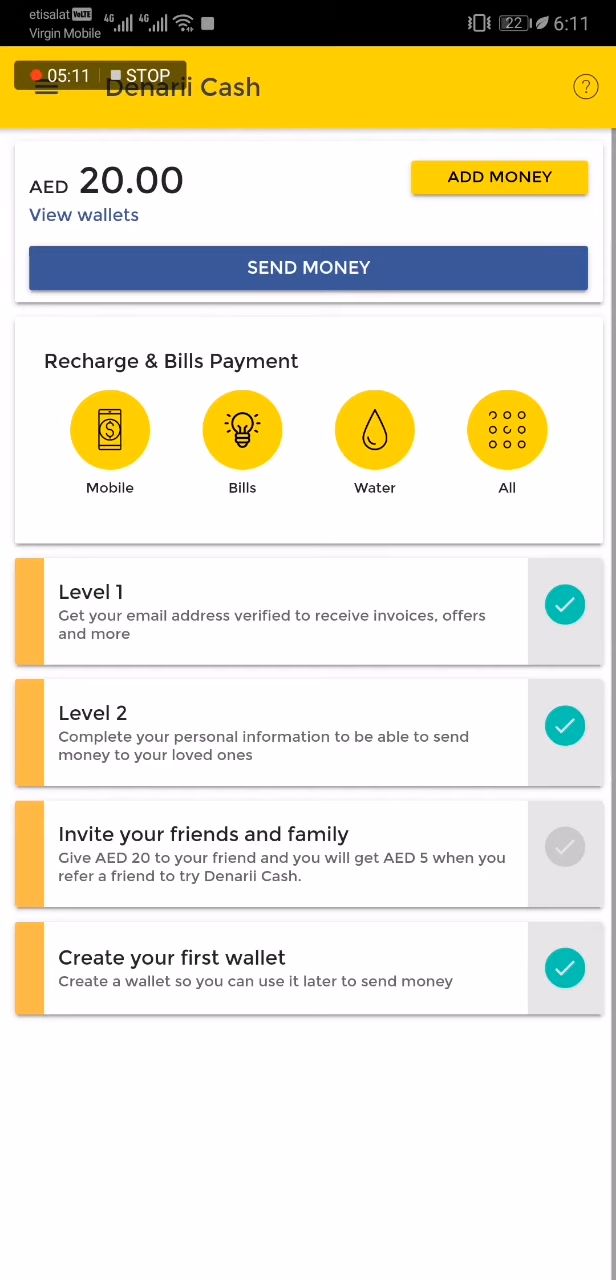 etisalat VoLTE
Virgin Mobile
4G 4G 22 6:11
05:11 STOP
Denarii Cash ?
AED 20.00
ADD MONEY
View wallets
SEND MONEY
Recharge & Bills Payment
Mobile Bills Water All
Level 1
Get your email address verified to receive invoices, offers
and more
Level 2
Complete your personal information to be able to send
money to your loved ones
Invite your friends and family
Give AED 20 to your friend and you will get AED 5 when you
refer a friend to try Denarii Cash.
Create your first wallet
Create a wallet so you can use it later to send money